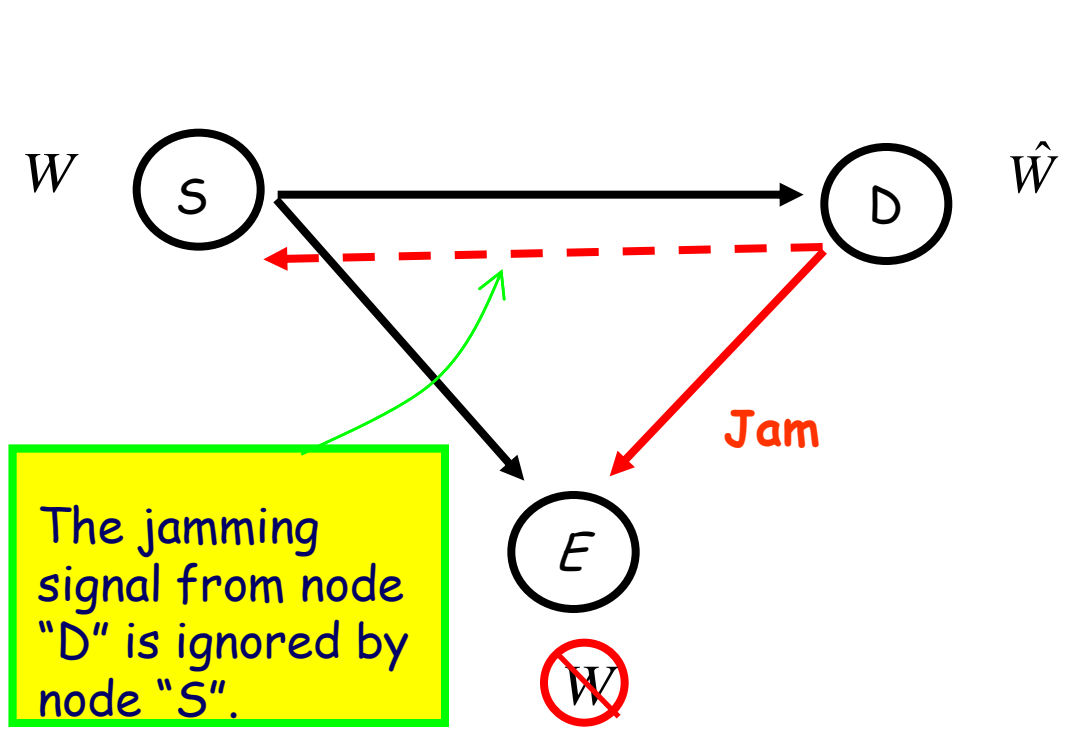 W
S
D
Ŵ
Jam
The jamming
signal from node
“D” is ignored by
node “S”.
E
W